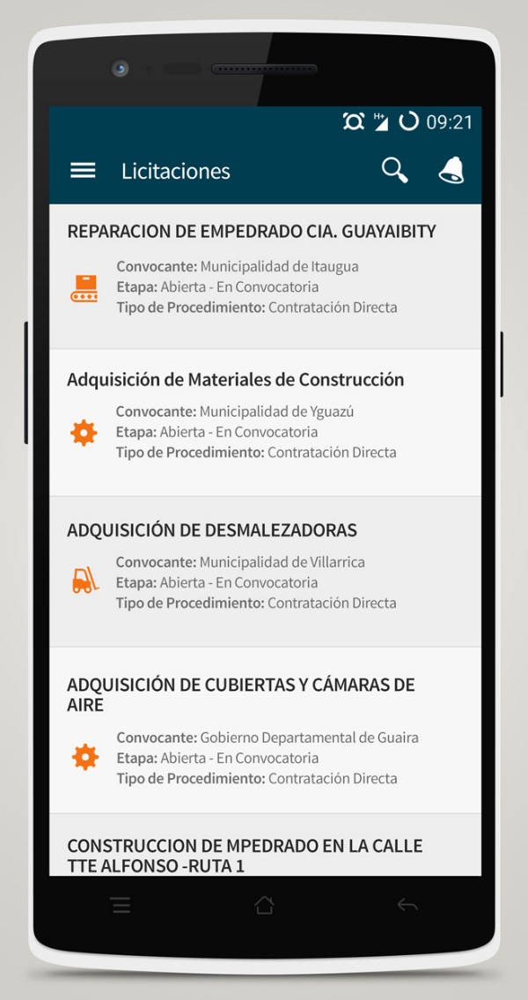 H+
09:21
Licitaciones
REPARACION DE EMPEDRADO CIA. GUAYAIBITY
Convocante: Municipalidad de Itaugua
Etapa: Abierta - En Convocatoria
Tipo de Procedimiento: Contratación Directa
Adquisición de Materiales de Construcción
Convocante: Municipalidad de Yguazú
Etapa: Abierta - En Convocatoria
Tipo de Procedimiento: Contratación Directa
ADQUISICIÓN DE DESMALEZADORAS
Convocante: Municipalidad de Villarrica
Etapa: Abierta - En Convocatoria
Tipo de Procedimiento: Contratación Directa
ADQUISICIÓN DE CUBIERTAS Y CÁMARAS DE
AIRE
Convocante: Gobierno Departamental de Guaira
Etapa: Abierta - En Convocatoria
Tipo de Procedimiento: Contratación Directa
CONSTRUCCION DE MPEDRADO EN LA CALLE
TTE ALFONSO -RUTA 1